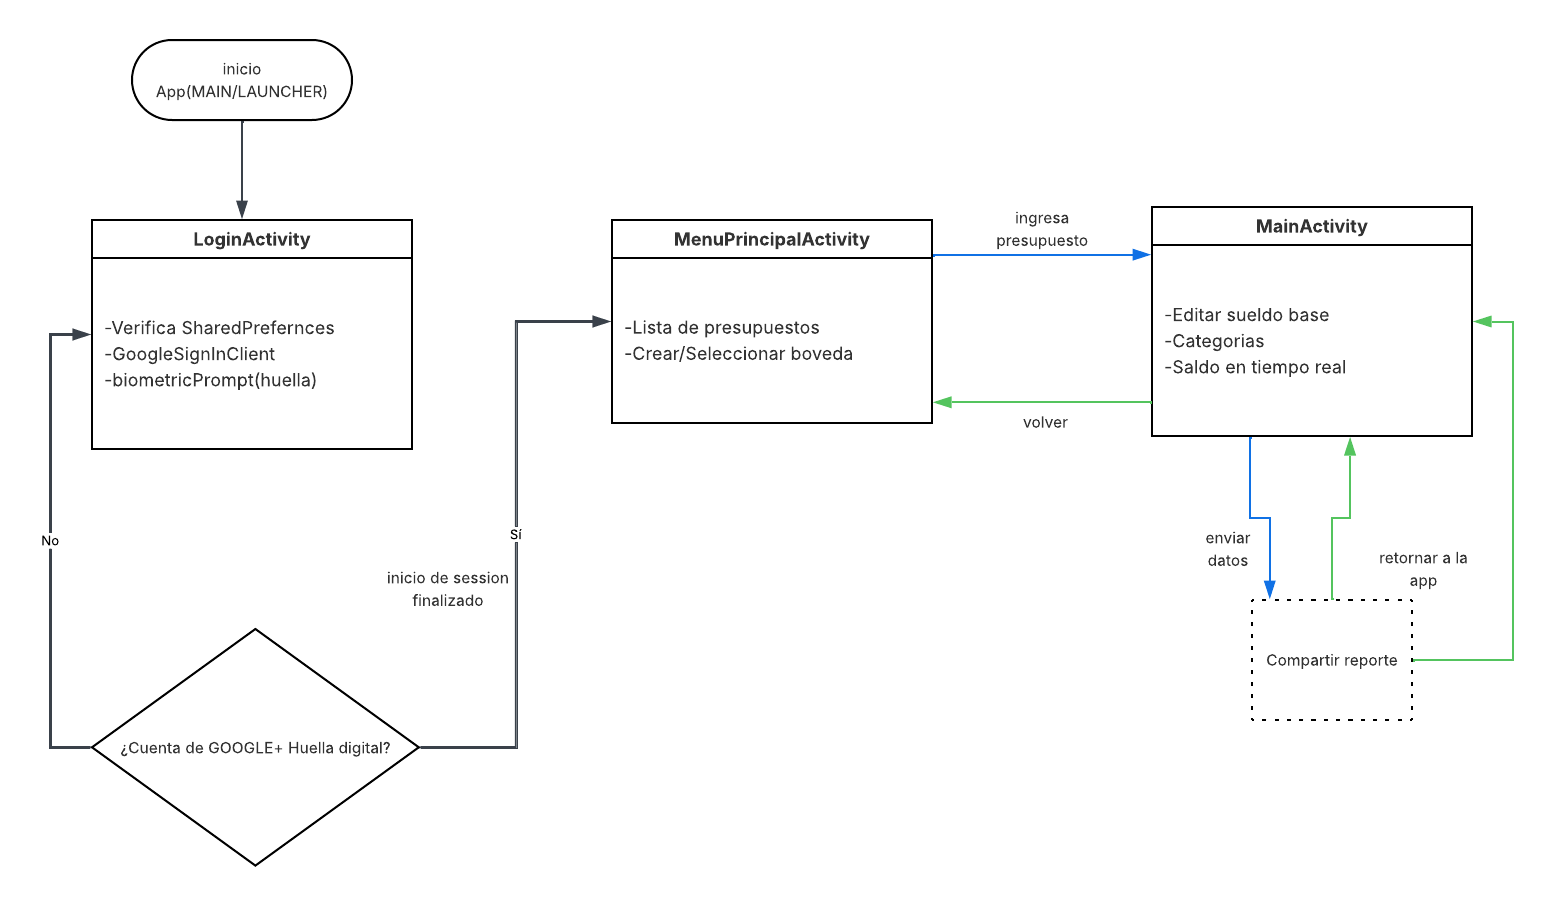 inicio
App(MAIN/LAUNCHER)
LoginActivity
-Verifica SharedPrefernces
-GoogleSignInClient
-biometricPrompt(huella)
MenuPrincipalActivity
-Lista de presupuestos
-Crear/Seleccionar boveda
ingresa
presupuesto
volver
MainActivity
-Editar sueldo base
-Categorias
-Saldo en tiempo real
No
Sí
inicio de session
finalizado
enviar
datos
retornar a la
app
Compartir reporte
¿Cuenta de GOOGLE+ Huella digital?